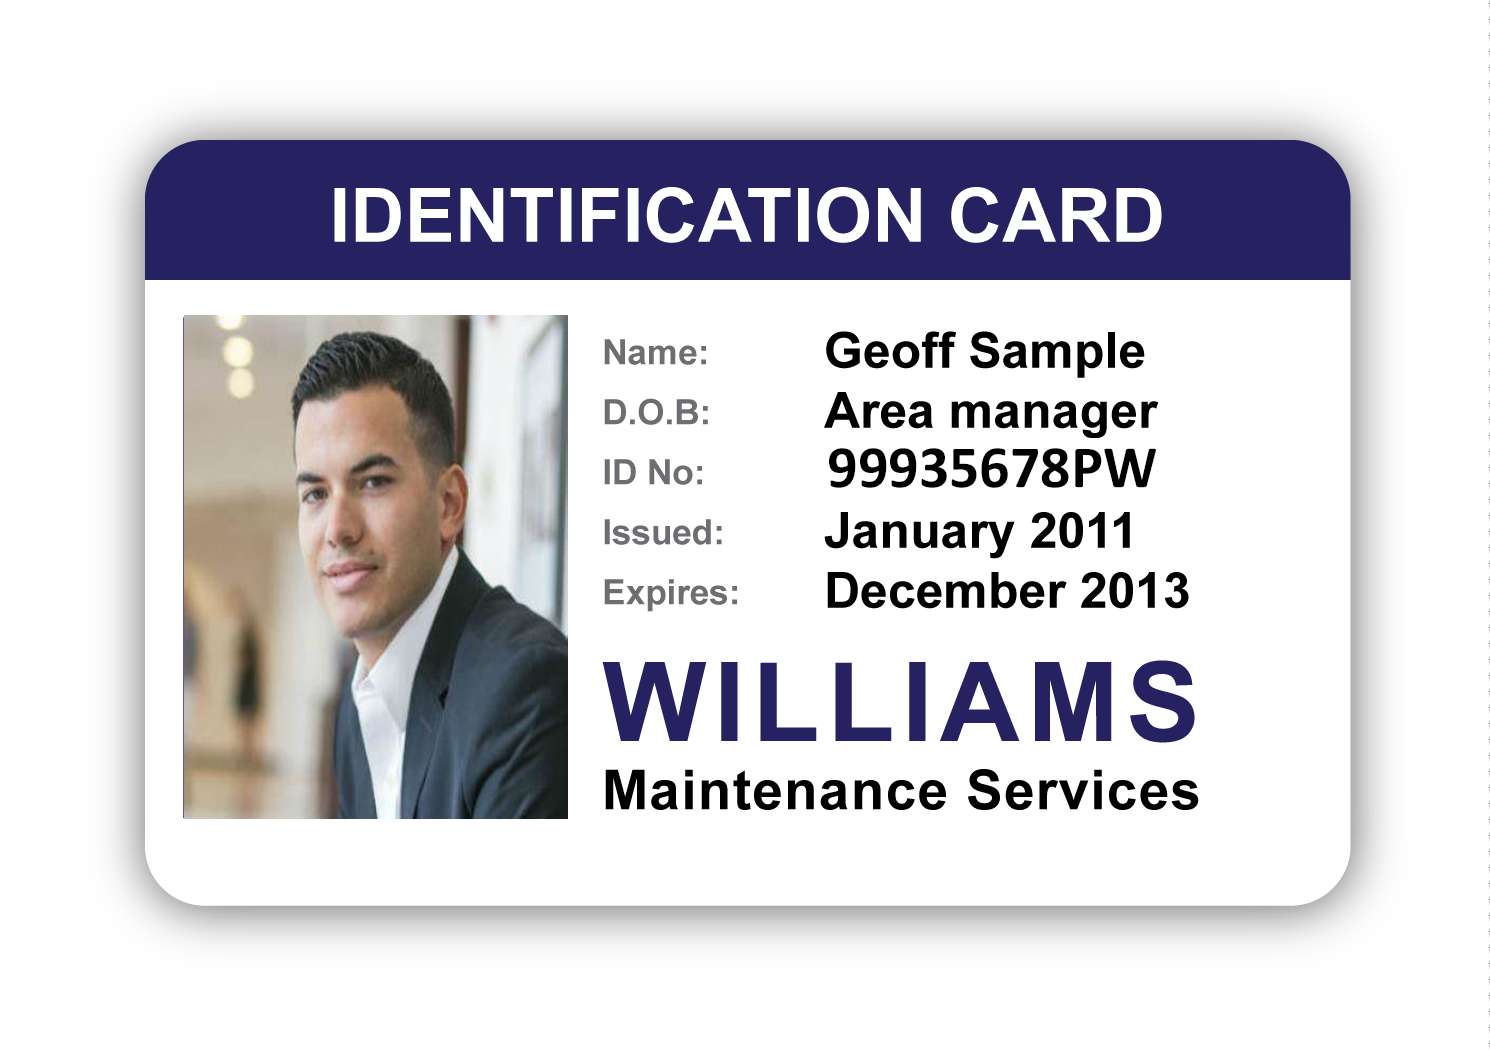 IDENTIFICATION CARD
Name: Geoff Sample
D.O.B: Area manager
ID No: 99935678PW
Issued: January 2011
Expires: December 2013
WILLIAMS
Maintenance Services